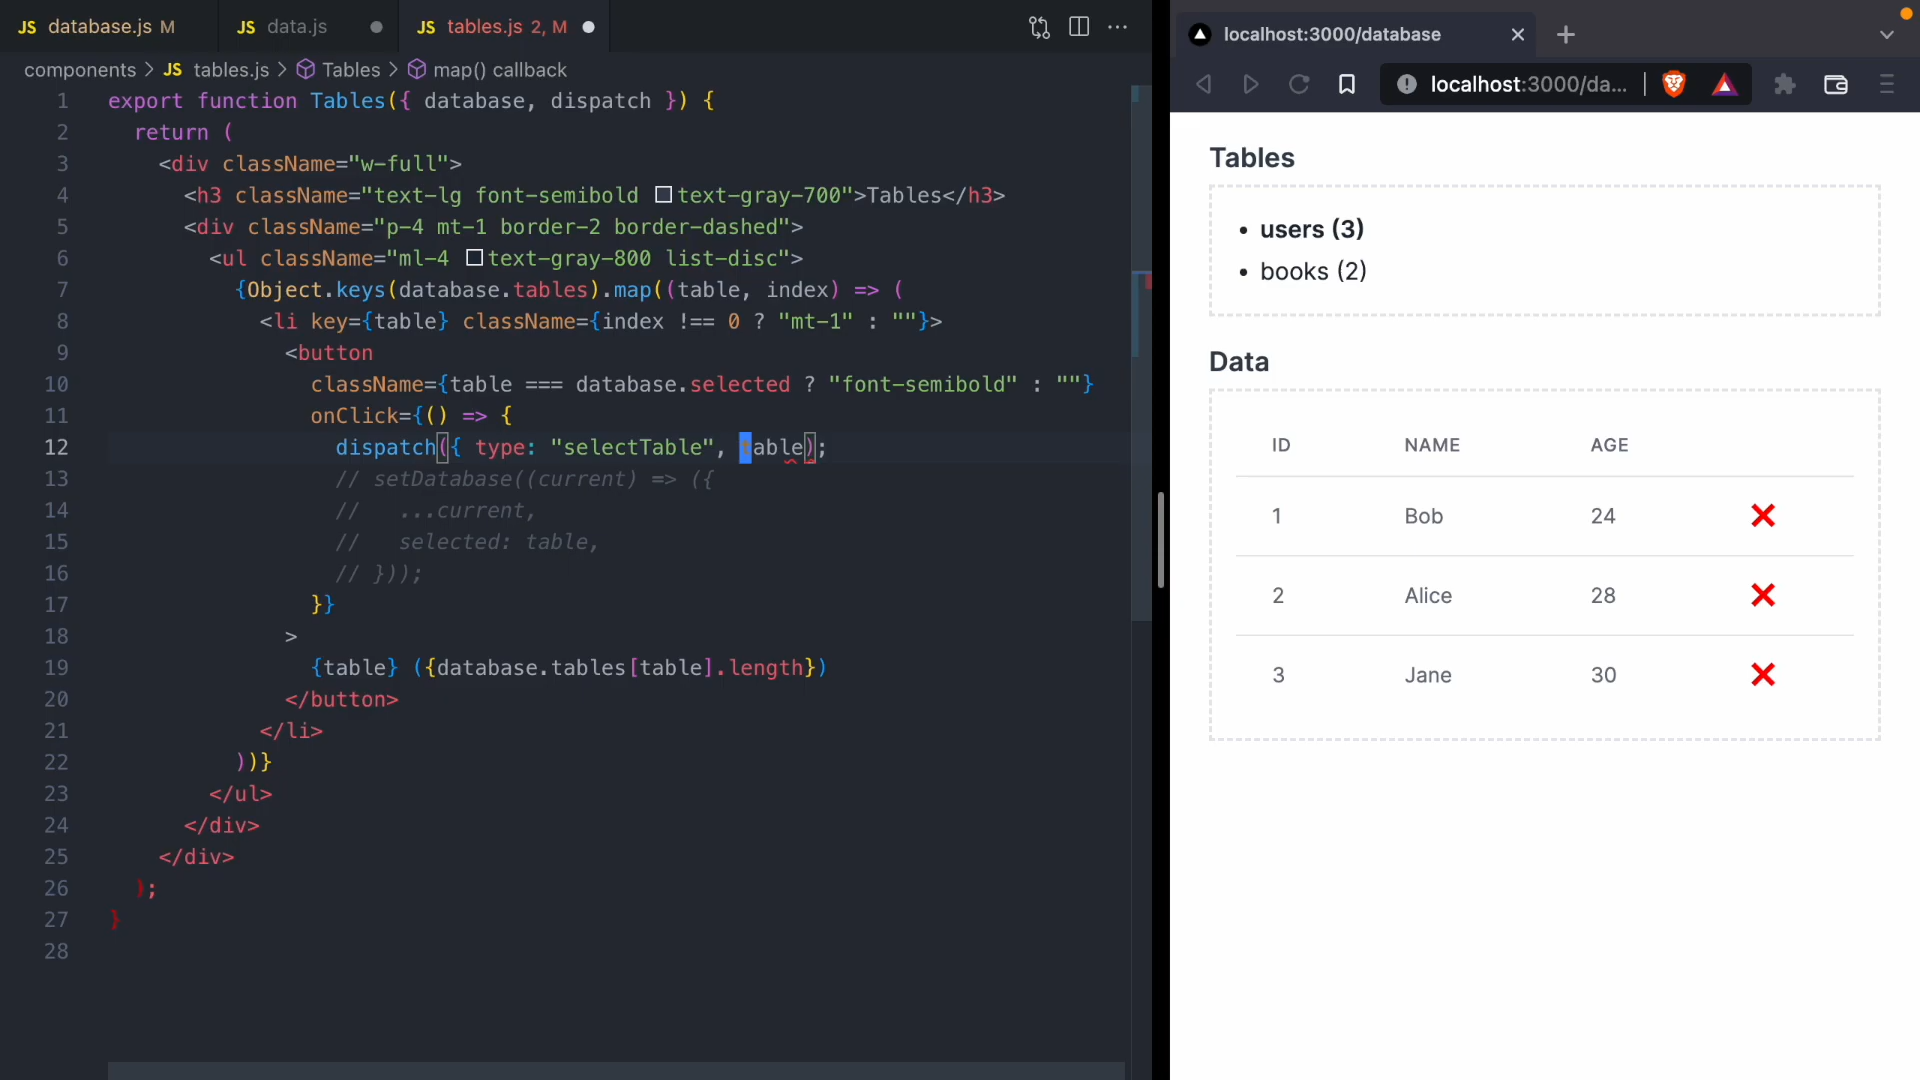 JS database.js M
JS data.js
JS tables.js 2, M
components > JS tables.js > Tables > map() callback
1 export function Tables({ database, dispatch }) {
2 return (
3 <div className="w-full">
4 <h3 className="text-lg font-semibold text-gray-700">Tables</h3>
5 <div className="p-4 mt-1 border-2 border-dashed">
6 <ul className="ml-4 text-gray-800 list-disc">
7 {Object.keys(database.tables).map((table, index) => (
8 <li key={table} className={index !== 0 ? "mt-1" : ""}>
9 <button
10 className={table === database.selected ? "font-semibold" : ""}
11 onClick={() => {
12 dispatch({ type: "selectTable", table);
13 // setDatabase((current) => ({
14 // ...current,
15 // selected: table,
16 // }));
17 }}
18 >
19 {table} ({database.tables[table].length})
20 </button>
21 </li>
22 ))}
23 </ul>
24 </div>
25 </div>
26 );
27 }
28
localhost:3000/database
localhost:3000/da...
Tables
• users (3)
• books (2)
Data
ID NAME AGE
1 Bob 24
2 Alice 28
3 Jane 30